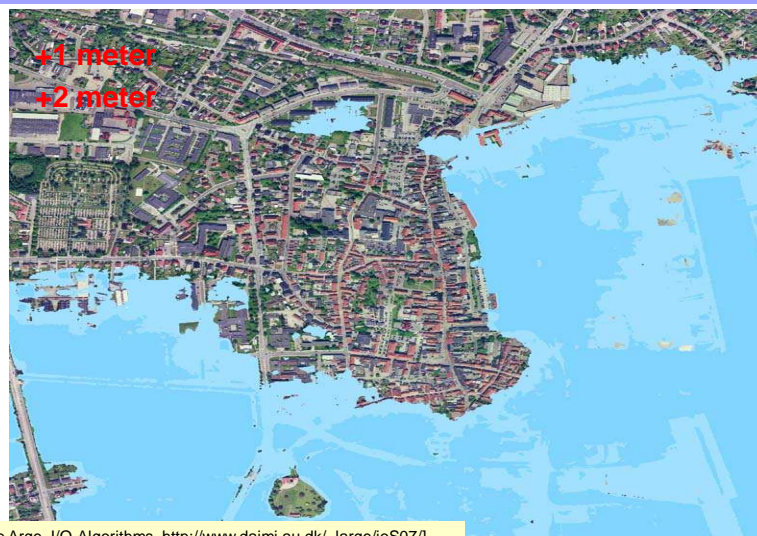 +1 meter
+2 meter
Arge, I/O-Algorithms, http://www.daimi.au.dk/~large/ioS07/]